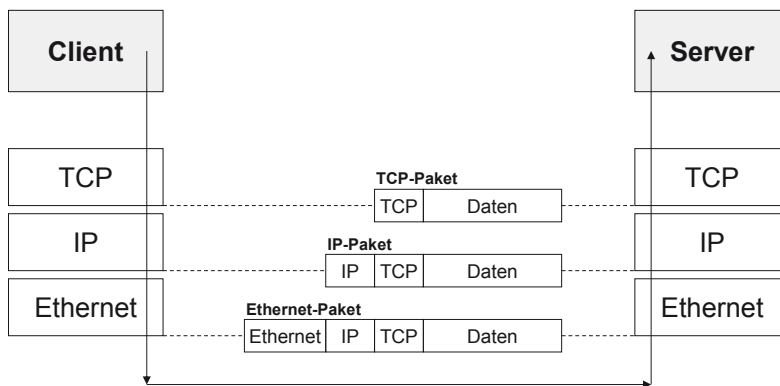 Client
Server
TCP
TCP-Paket
TCP Daten
TCP
IP
IP-Paket
IP TCP Daten
IP
Ethernet
Ethernet-Paket
Ethernet IP TCP Daten
Ethernet